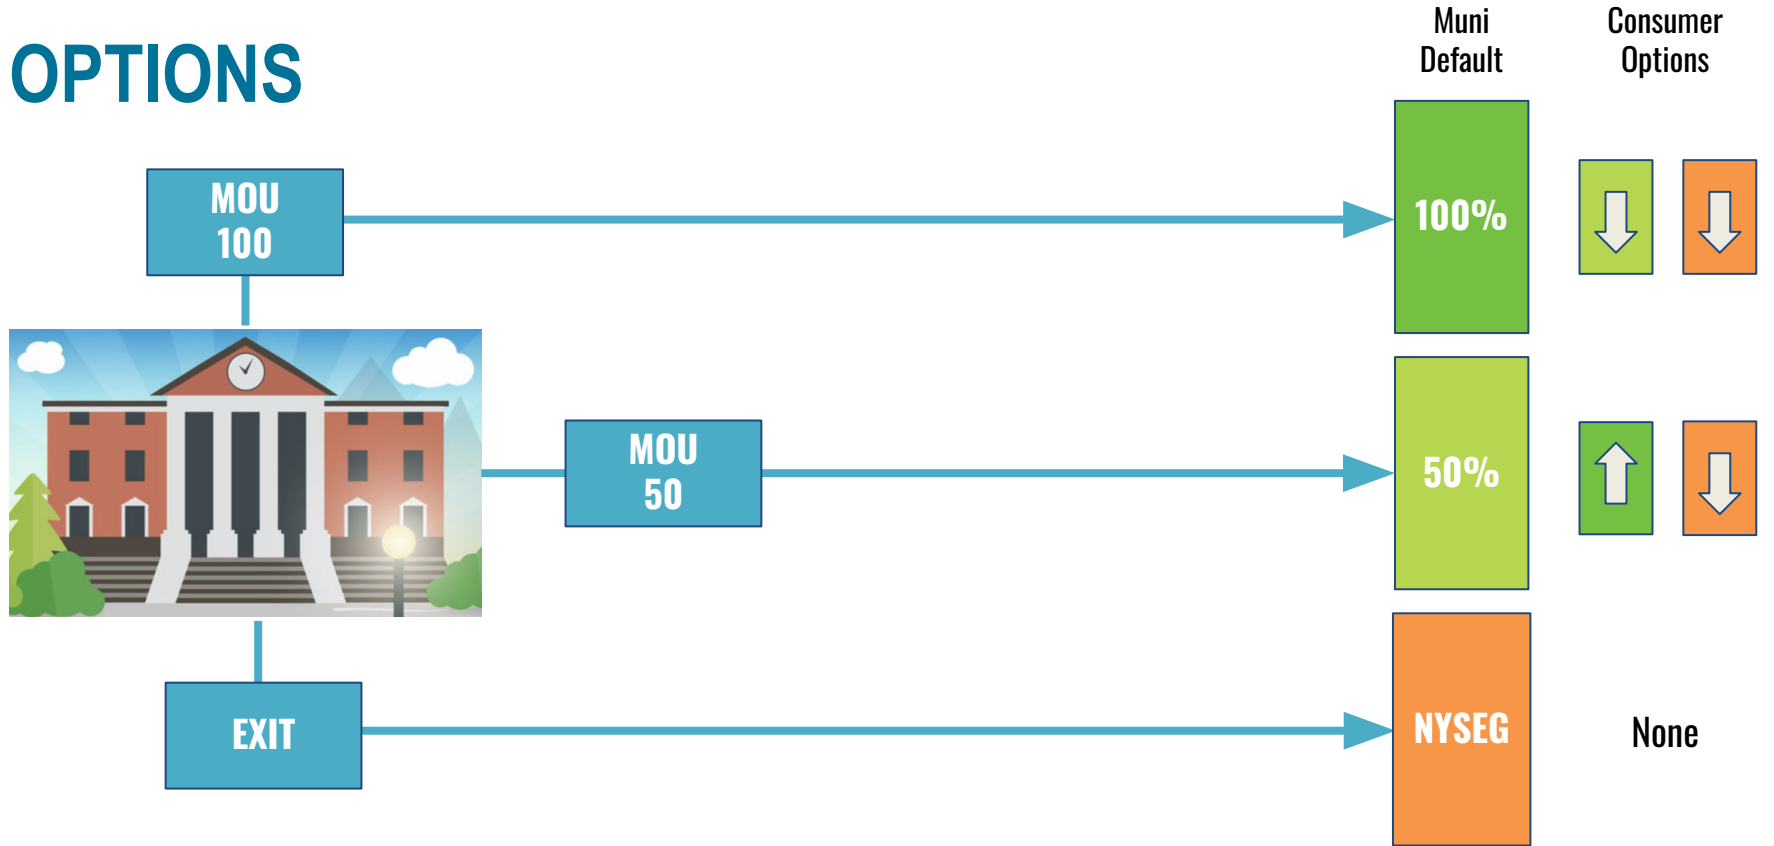 OPTIONS
Muni
Default
Consumer
Options
MOU
100
100%
MOU
50
50%
EXIT
NYSEG
None